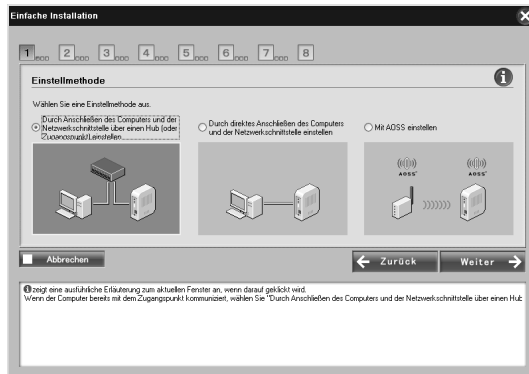 Einfache Installation
1 2 3 4 5 6 7 8
Einstellmethode
Wählen Sie eine Einstellmethode aus.
Durch Anschließen des Computers und der
Netzwerkschnittstelle über einen Hub (oder
Zugangspunkt) einstellen
Durch direktes Anschließen des Computers
und der Netzwerkschnittstelle einstellen
Mit AOSS einstellen
AOSS AOSS
Abbrechen
Zurück
Weiter
zeigt eine ausführliche Erläuterung zum aktuellen Fenster an, wenn darauf geklickt wird.
Wenn der Computer bereits mit dem Zugangspunkt kommuniziert, wählen Sie "Durch Anschließen des Computers und der Netzwerkschnittstelle über einen Hub